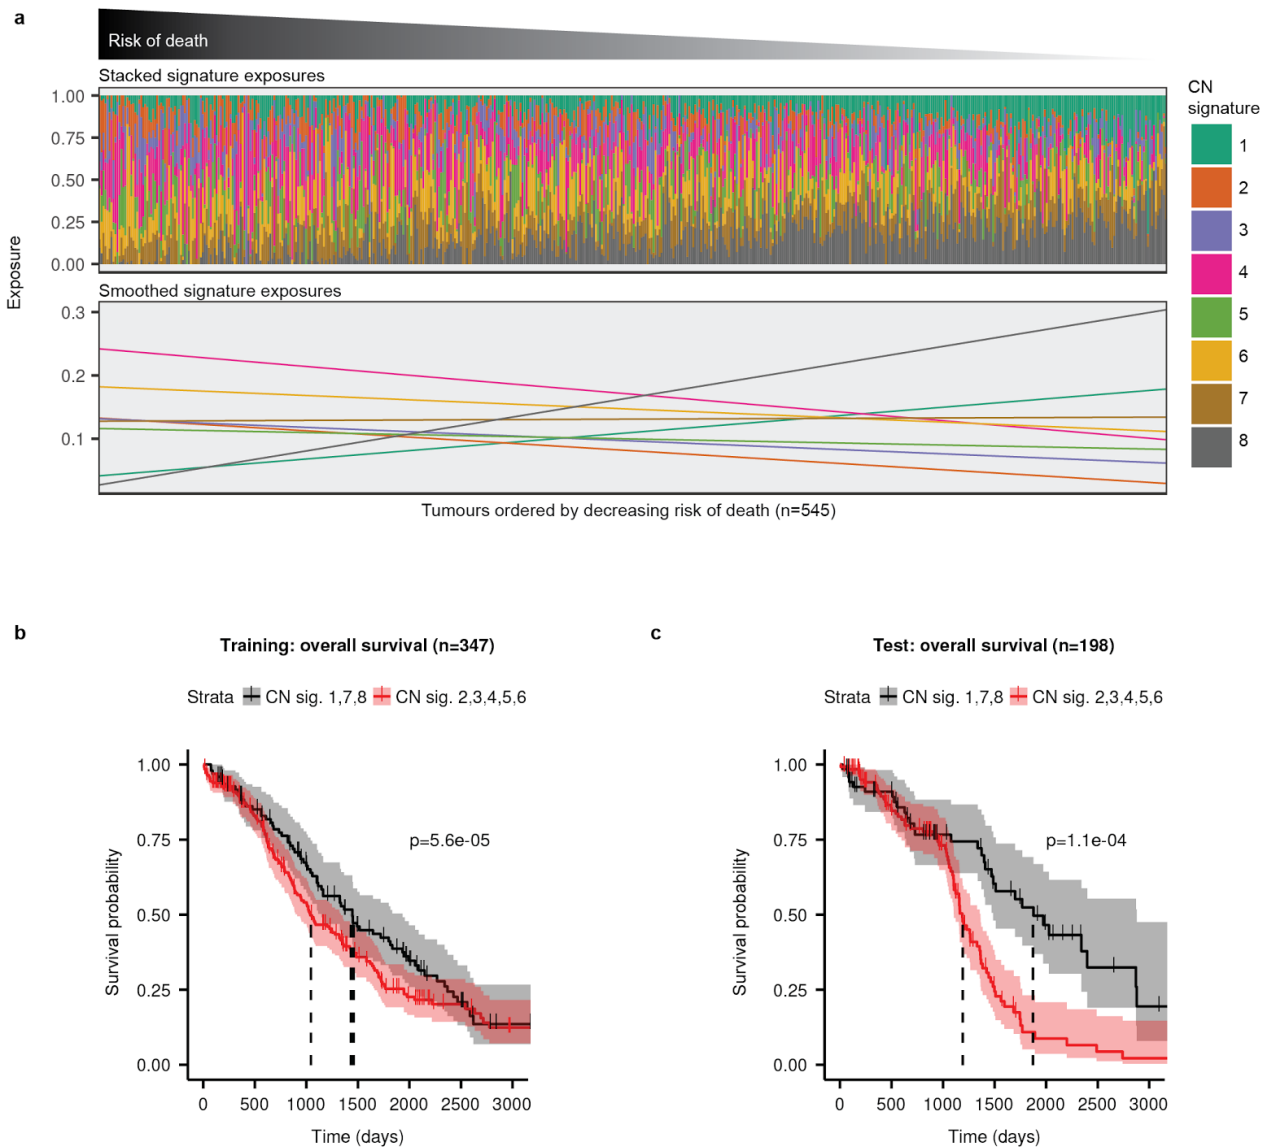 a
Risk of death
Stacked signature exposures
1.00
0.75
0.50
0.25
0.00
Exposure
Smoothed signature exposures
0.3
0.2
0.1
Tumours ordered by decreasing risk of death (n=545)
CN
signature
1
2
3
4
5
6
7
8
b
Training: overall survival (n=347)
Strata CN sig. 1,7,8 CN sig. 2,3,4,5,6
1.00
0.75
0.50
0.25
0.00
Survival probability
p=5.6e-05
0 500 1000 1500 2000 2500 3000
Time (days)
c
Test: overall survival (n=198)
Strata CN sig. 1,7,8 CN sig. 2,3,4,5,6
1.00
0.75
0.50
0.25
0.00
Survival probability
p=1.1e-04
0 500 1000 1500 2000 2500 3000
Time (days)